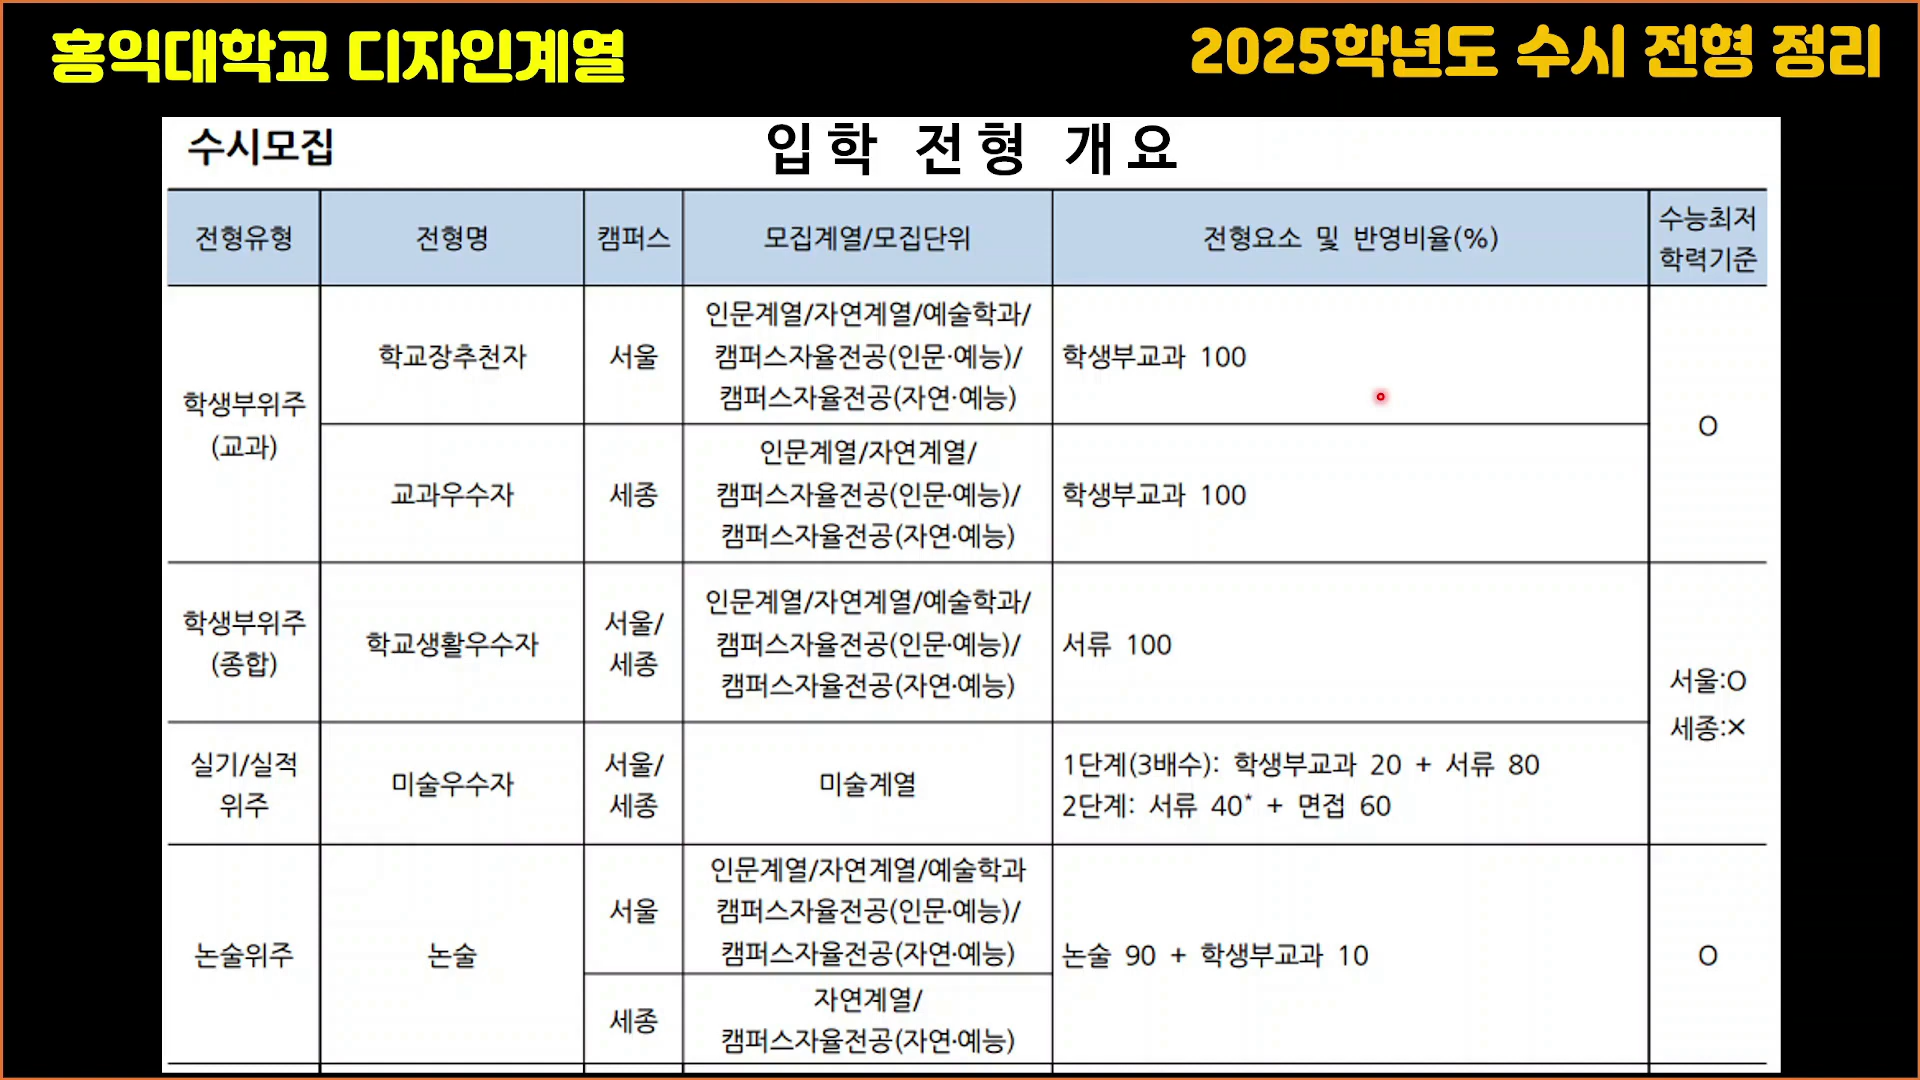 홍익대학교 디자인계열
2025학년도 수시 전형 정리
수시모집
입학 전형 개요
전형유형
전형명
캠퍼스
모집계열/모집단위
전형요소 및 반영비율(%)
수능최저
학력기준
학생부위주
(교과)
학교장추천자
서울
인문계열/자연계열/예술학과/
캠퍼스자율전공(인문·예능)/
캠퍼스자율전공(자연·예능)
학생부교과 100
O
교과우수자
세종
인문계열/자연계열/
캠퍼스자율전공(인문·예능)/
캠퍼스자율전공(자연·예능)
학생부교과 100
학생부위주
(종합)
학교생활우수자
서울/
세종
인문계열/자연계열/예술학과/
캠퍼스자율전공(인문·예능)/
캠퍼스자율전공(자연·예능)
서류 100
서울:O
세종:×
실기/실적
위주
미술우수자
서울/
세종
미술계열
1단계(3배수): 학생부교과 20 + 서류 80
2단계: 서류 40* + 면접 60
논술위주
논술
서울
인문계열/자연계열/예술학과
캠퍼스자율전공(인문·예능)/
캠퍼스자율전공(자연·예능)
논술 90 + 학생부교과 10
O
세종
자연계열/
캠퍼스자율전공(자연·예능)